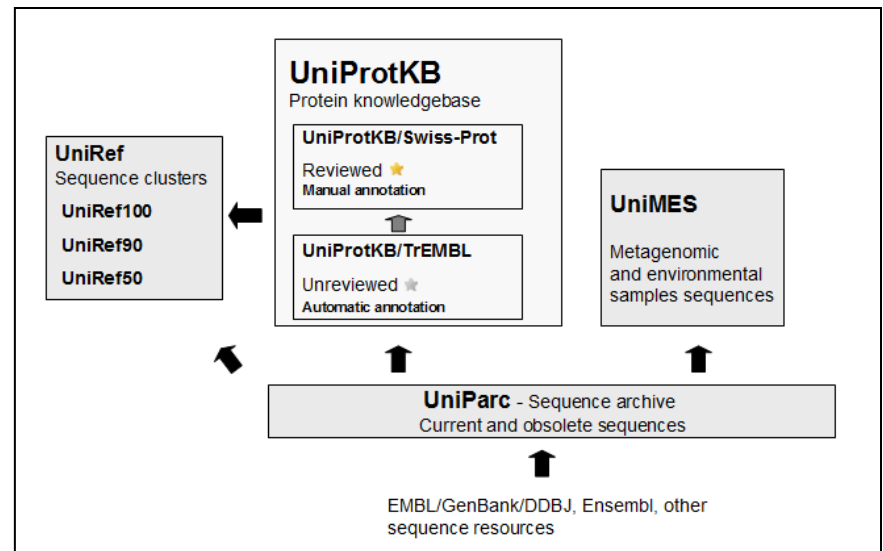 UniProtKB
Protein knowledgebase
UniProtKB/Swiss-Prot
Reviewed
Manual annotation
UniProtKB/TrEMBL
Unreviewed
Automatic annotation
UniRef
Sequence clusters
UniRef100
UniRef90
UniRef50
UniMES
Metagenomic
and environmental
samples sequences
UniParc - Sequence archive
Current and obsolete sequences
EMBL/GenBank/DDBJ, Ensembl, other
sequence resources